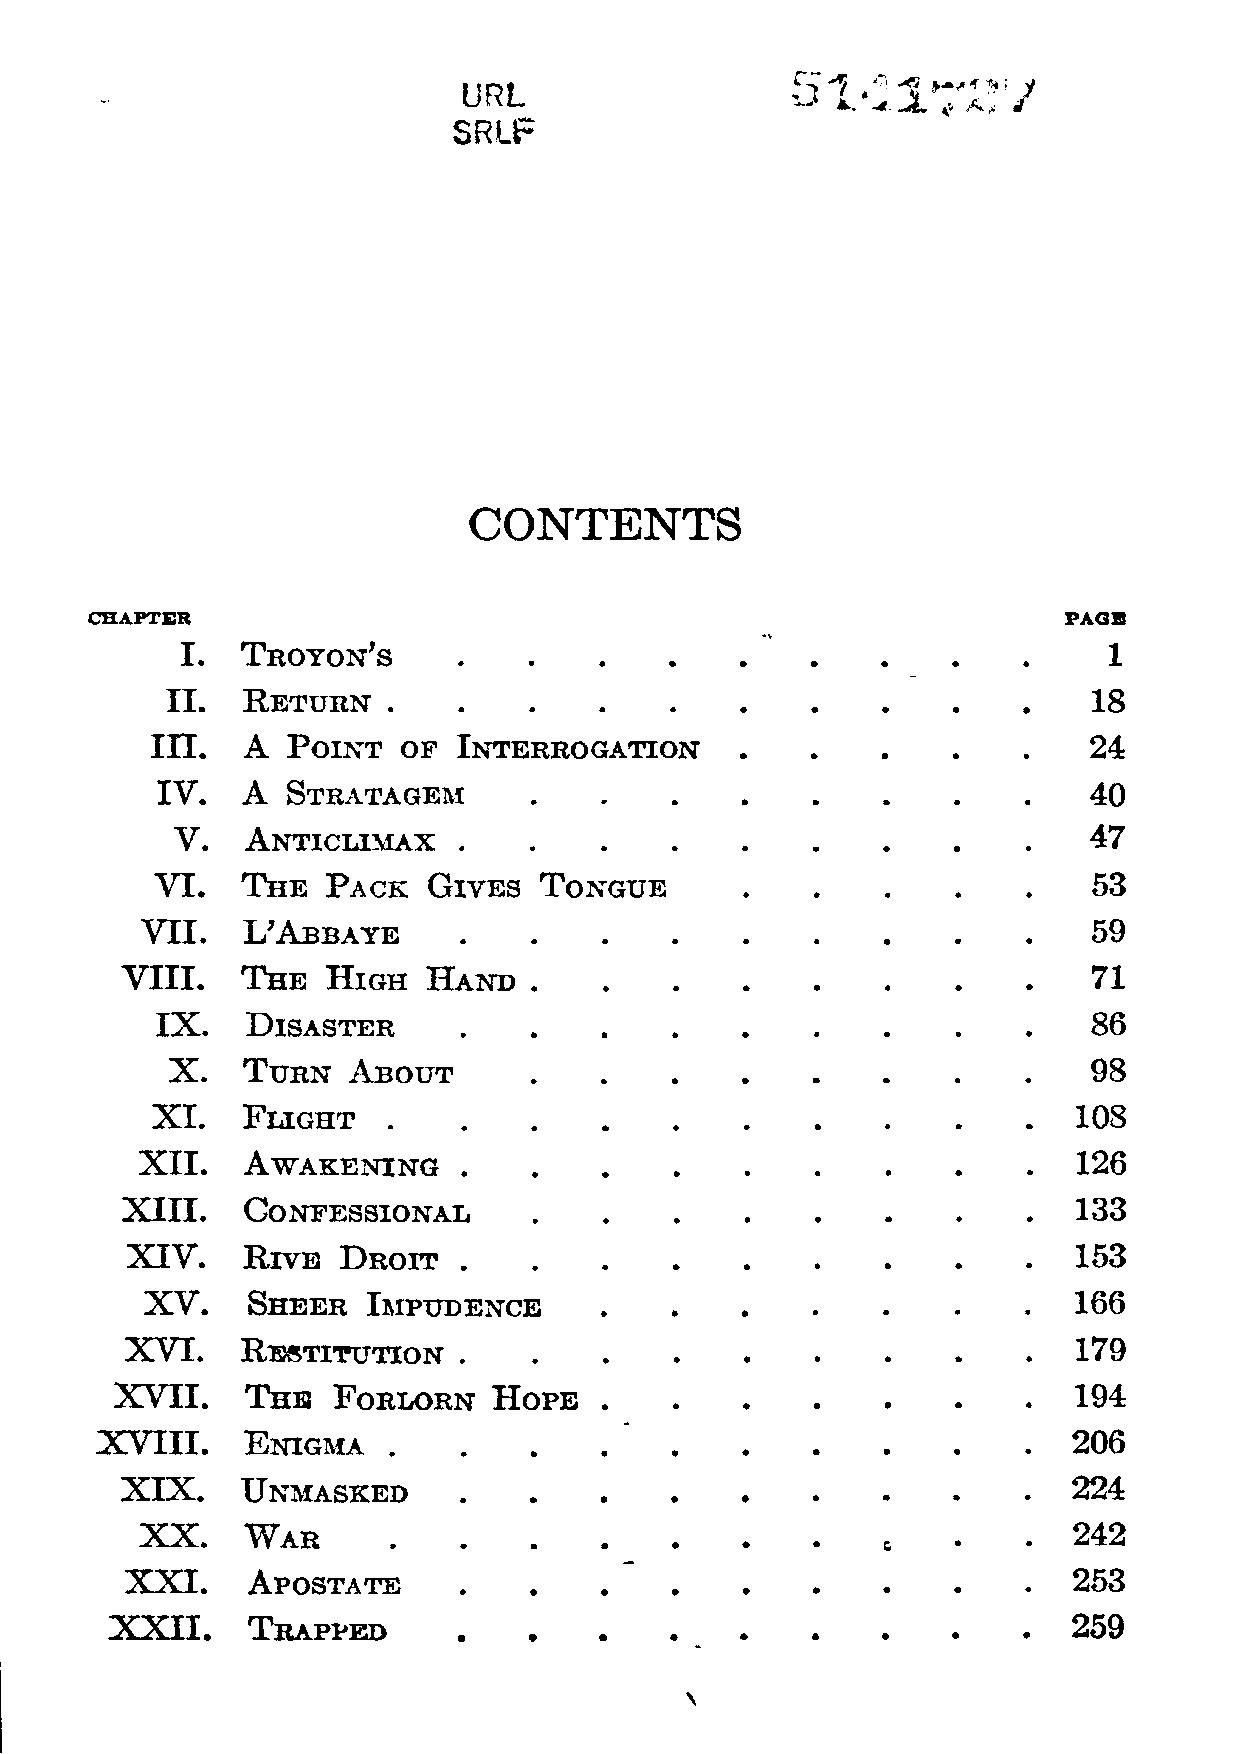 URL
SRLF
CONTENTS
CHAPTER PAGE
I. TROYON'S . . . . . . . . . 1
II. RETURN . . . . . . . . . . 18
III. A POINT OF INTERROGATION . . . . . 24
IV. A STRATAGEM . . . . . . . . 40
V. ANTICLIMAX . . . . . . . . . 47
VI. THE PACK GIVES TONGUE . . . . . 53
VII. L'ABBAYE . . . . . . . . . 59
VIII. THE HIGH HAND . . . . . . . . 71
IX. DISASTER . . . . . . . . . 86
X. TURN ABOUT . . . . . . . . 98
XI. FLIGHT . . . . . . . . . . 108
XII. AWAKENING . . . . . . . . . 126
XIII. CONFESSIONAL . . . . . . . . 133
XIV. RIVE DROIT . . . . . . . . . 153
XV. SHEER IMPUDENCE . . . . . . . 166
XVI. RESTITUTION . . . . . . . . . 179
XVII. THE FORLORN HOPE . . . . . . . 194
XVIII. ENIGMA . . . . . . . . . . 206
XIX. UNMASKED . . . . . . . . . 224
XX. WAR . . . . . . . . . . 242
XXI. APOSTATE . . . . . . . . . 253
XXII. TRAPPED . . . . . . . . . 259